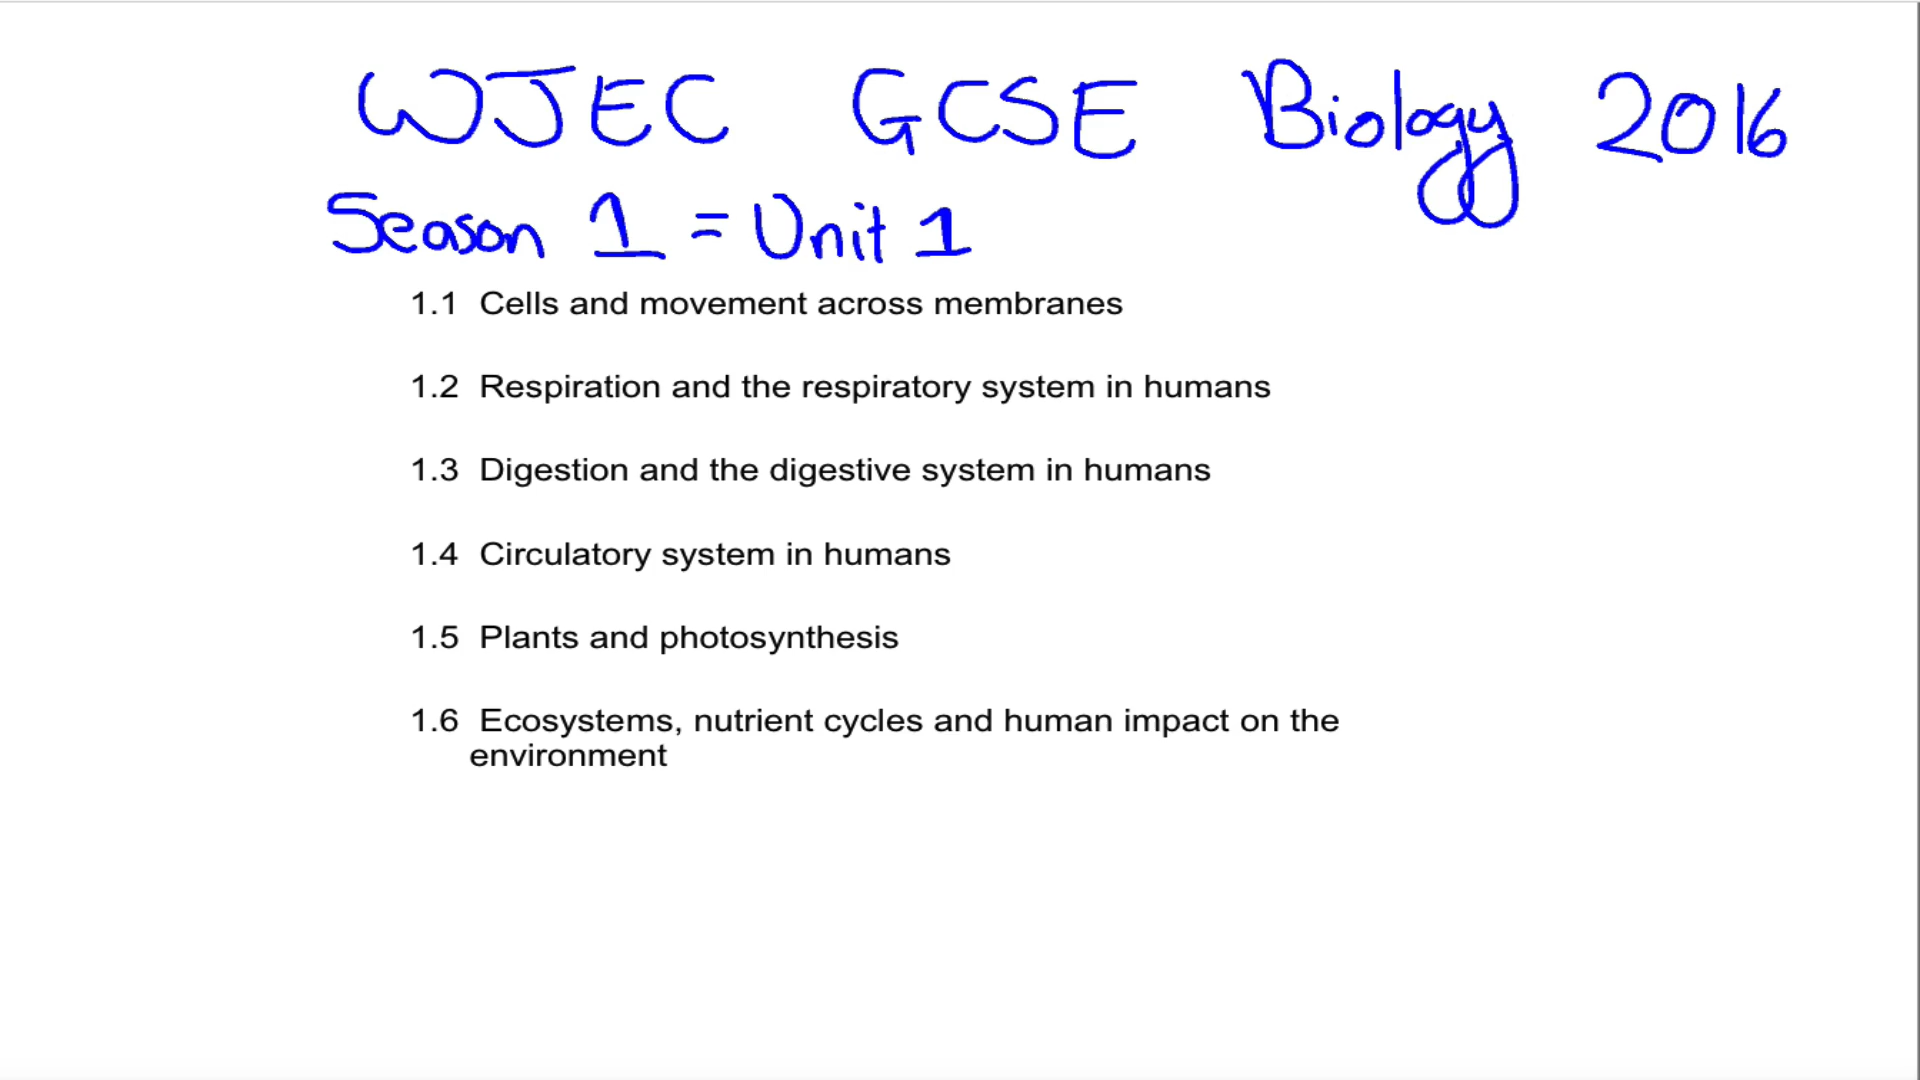 WJEC GCSE Biology 2016
Season 1 = Unit 1
1.1 Cells and movement across membranes
1.2 Respiration and the respiratory system in humans
1.3 Digestion and the digestive system in humans
1.4 Circulatory system in humans
1.5 Plants and photosynthesis
1.6 Ecosystems, nutrient cycles and human impact on the
environment